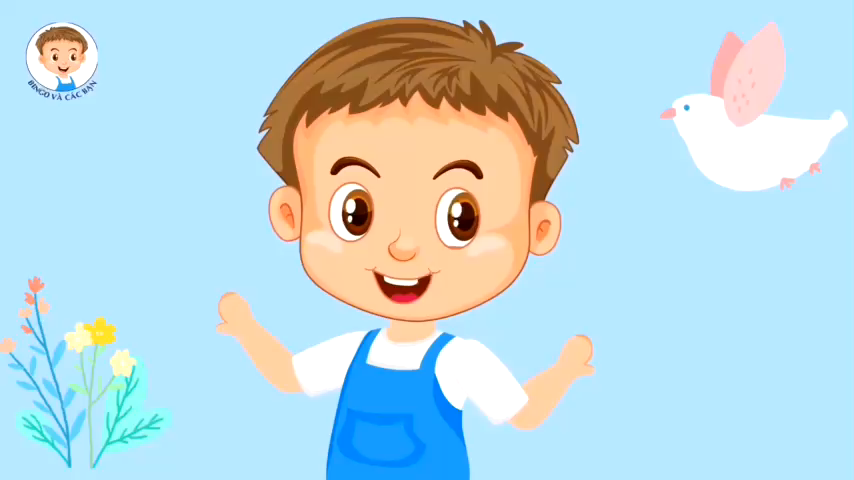 BINGO VÀ CÁC BẠN